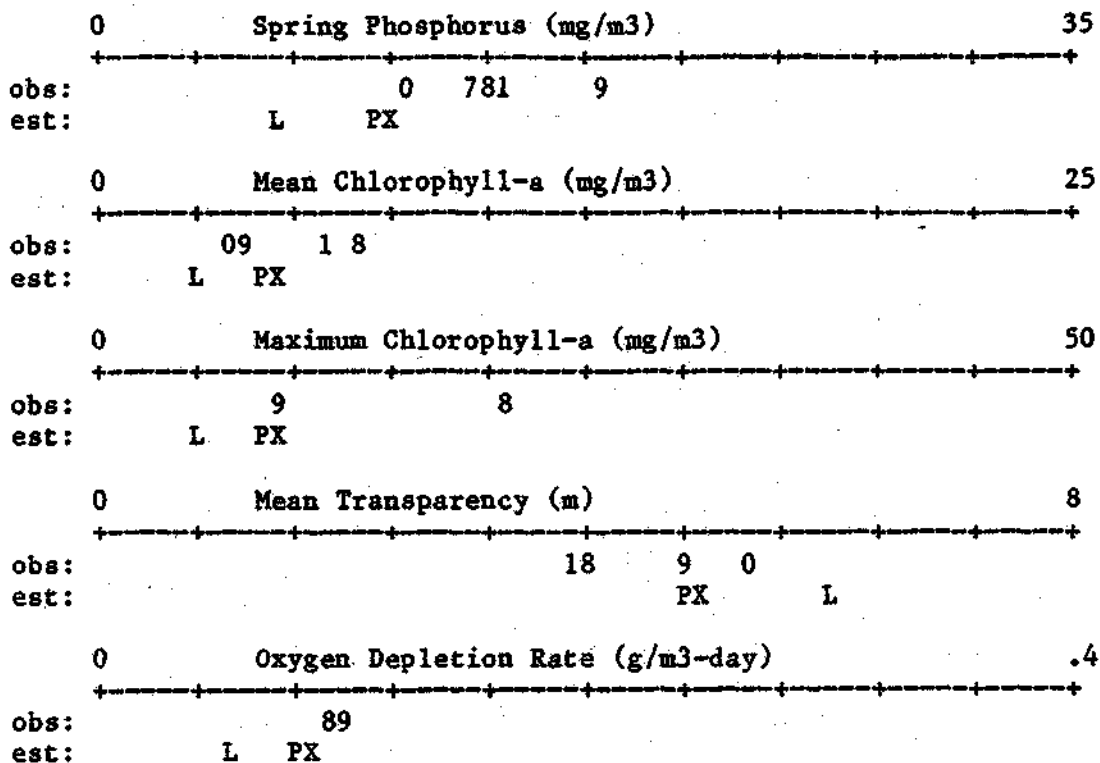 0 Spring Phosphorus (mg/m3) 35
+-----+-----+-----+-----+-----+-----+-----+-----+-----+-----+
obs: 0 781 9
est: L PX
0 Mean Chlorophyll-a (mg/m3) 25
+-----+-----+-----+-----+-----+-----+-----+-----+-----+-----+
obs: 09 1 8
est: L PX
0 Maximum Chlorophyll-a (mg/m3) 50
+-----+-----+-----+-----+-----+-----+-----+-----+-----+-----+
obs: 9 8
est: L PX
0 Mean Transparency (m) 8
+-----+-----+-----+-----+-----+-----+-----+-----+-----+-----+
obs: 18 9 0
est: PX L
0 Oxygen Depletion Rate (g/m3-day) .4
+-----+-----+-----+-----+-----+-----+-----+-----+-----+-----+
obs: 89
est: L PX